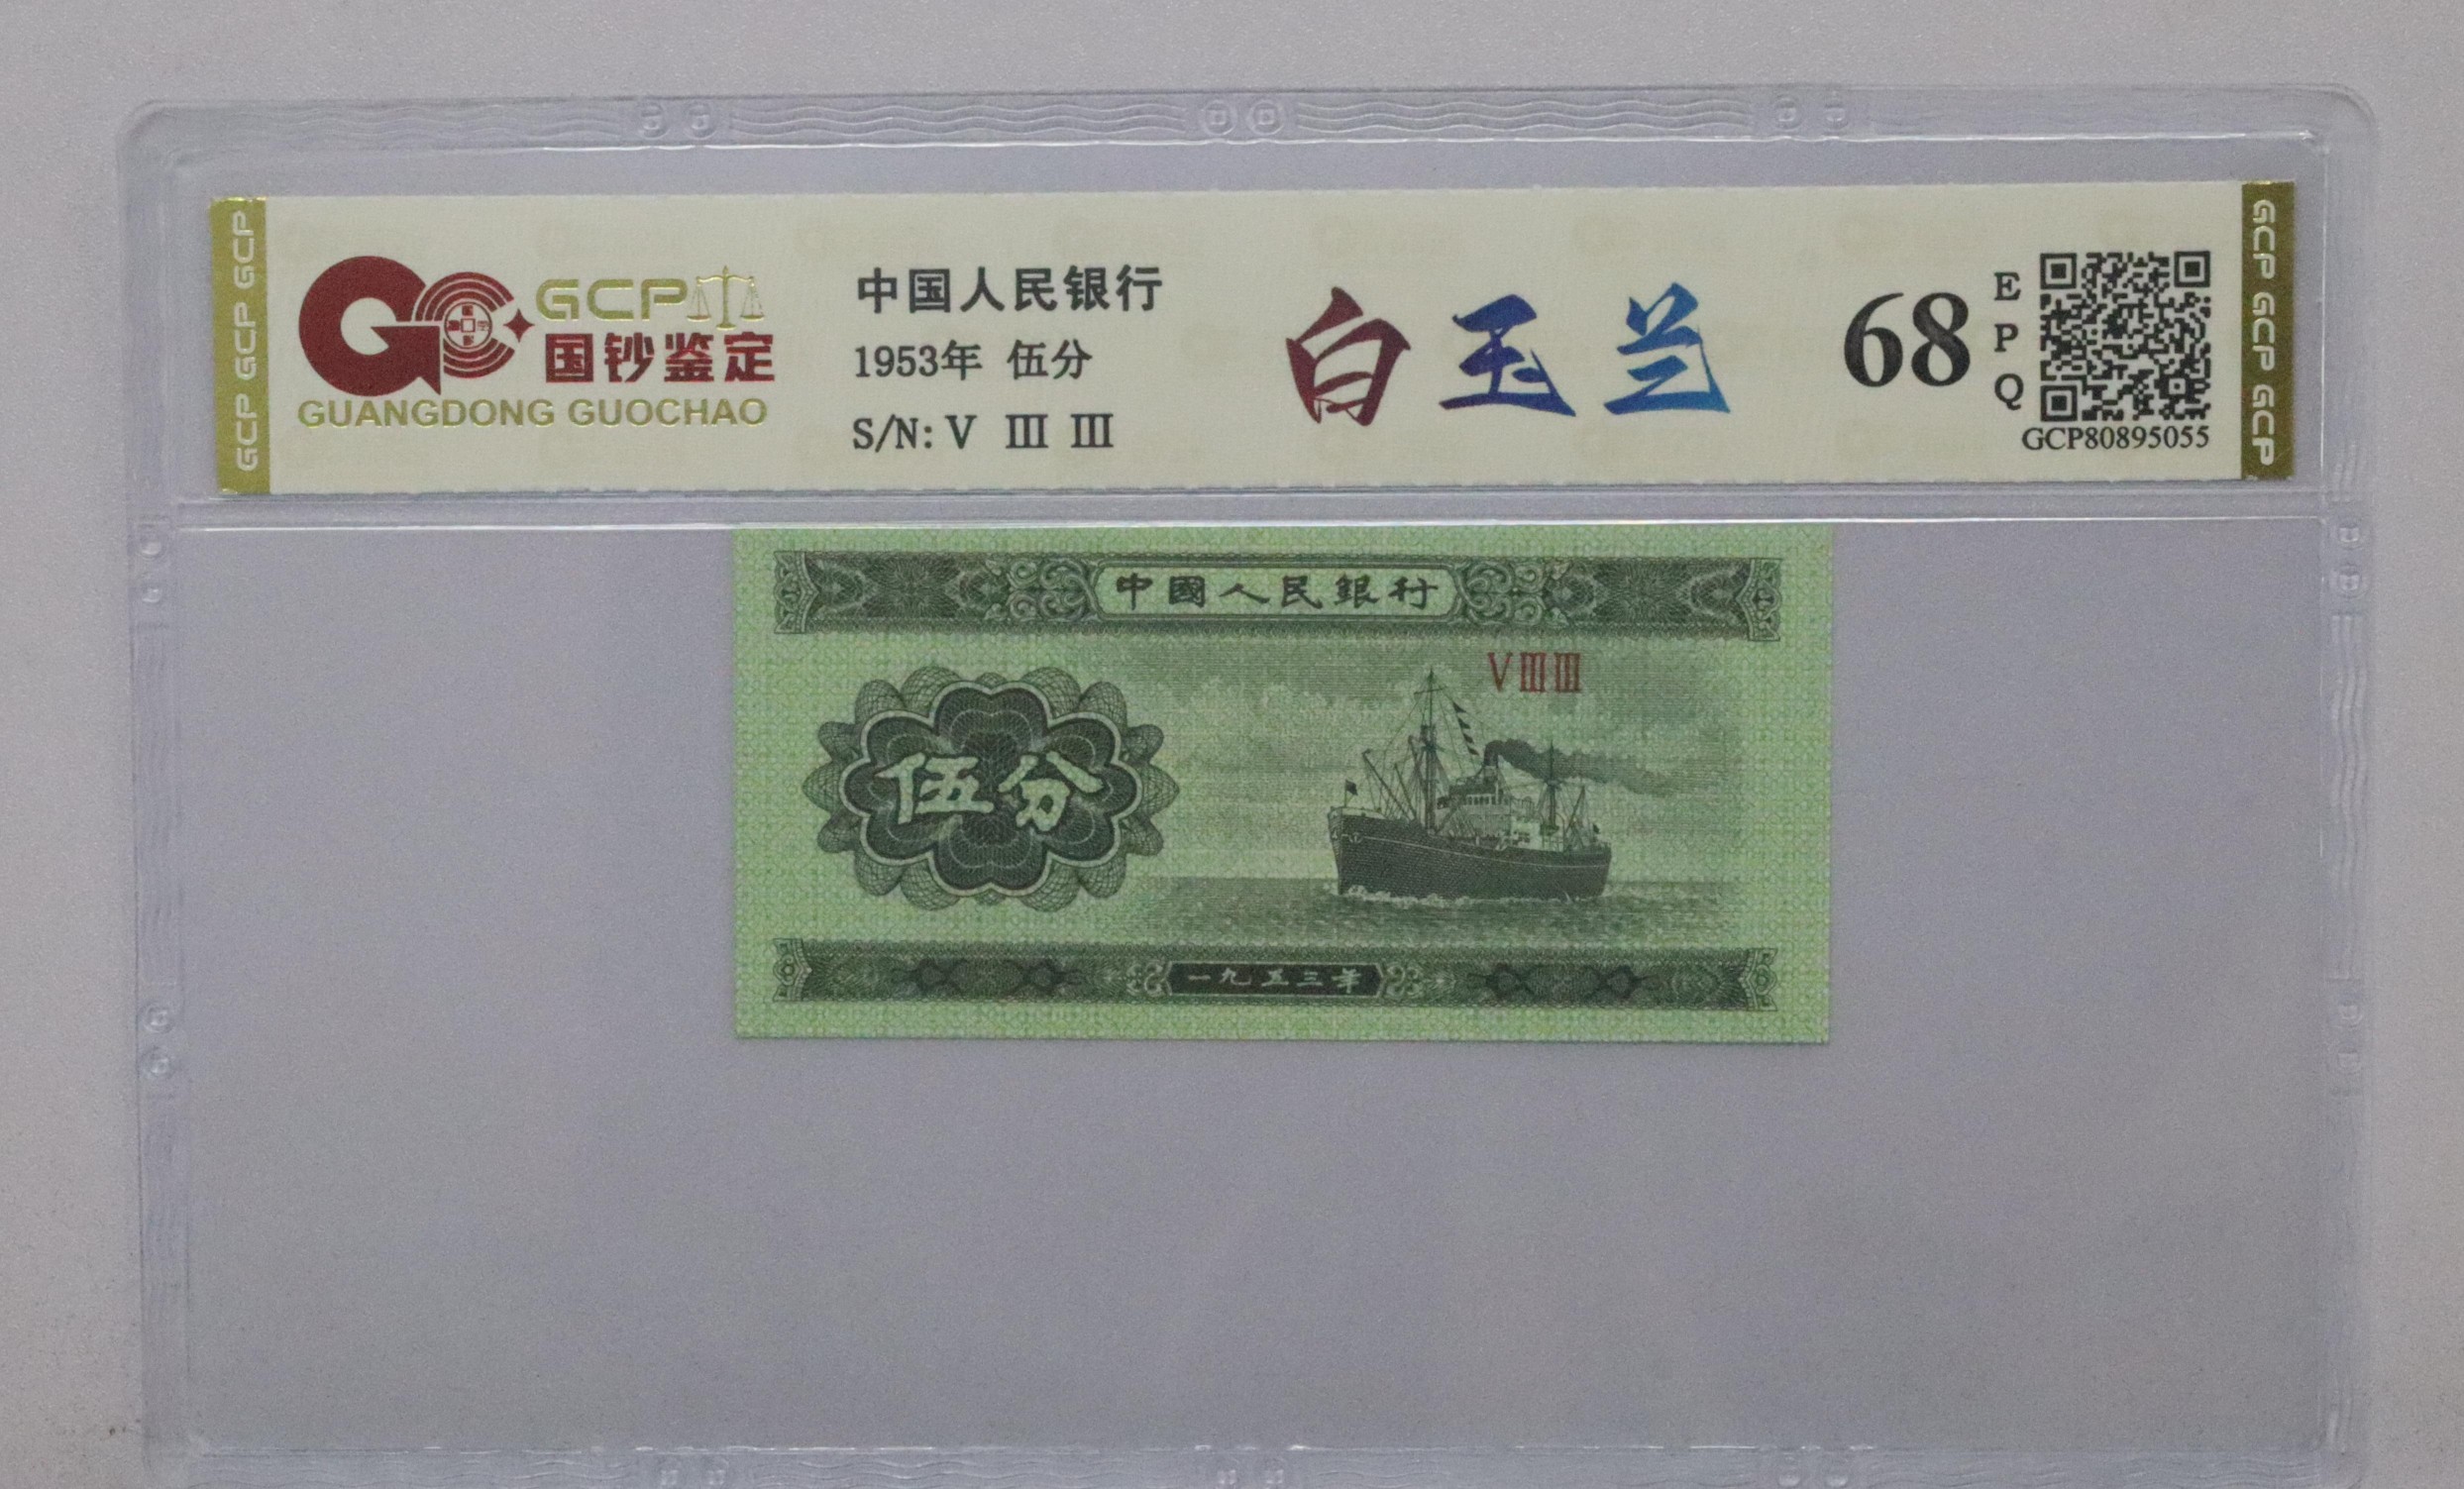 GCP GCP GCP
GCP
国钞鉴定
GUANGDONG GUOCHAO
中国人民银行
1953年 伍分
S/N: V Ⅲ Ⅲ
白玉兰
68
E
P
Q
GCP80895055
GCP GCP GCP
中國人民銀行
VⅢⅢ
伍分
一九五三年